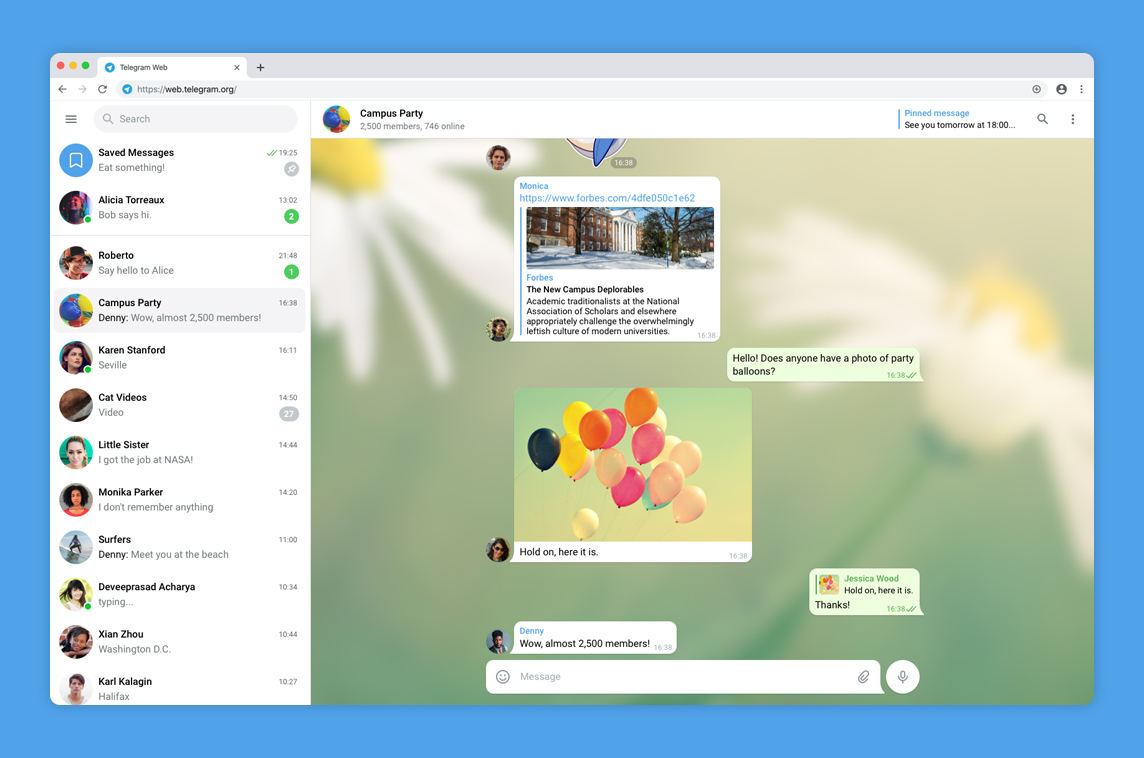 Telegram Web
https://web.telegram.org/
Search
Saved Messages
19:25
Eat something!
Alicia Torreaux
13:02
Bob says hi.
2
Roberto
21:48
Say hello to Alice
1
Campus Party
16:38
Denny: Wow, almost 2,500 members!
Karen Stanford
16:11
Seville
Cat Videos
14:50
Video
27
Little Sister
14:44
I got the job at NASA!
Monika Parker
14:20
I don't remember anything
Surfers
11:00
Denny: Meet you at the beach
Deveeprasad Acharya
10:34
typing...
Xian Zhou
10:44
Washington D.C.
Karl Kalagin
10:27
Halifax
Campus Party
2,500 members, 746 online
Pinned message
See you tomorrow at 18:00...
16:38
Monica
https://www.forbes.com/4dfe050c1e62
Forbes
The New Campus Deplorables
Academic traditionalists at the National
Association of Scholars and elsewhere
appropriately challenge the overwhelmingly
leftish culture of modern universities.
16:38
Hello! Does anyone have a photo of party
balloons?
16:38
Hold on, here it is.
16:38
Jessica Wood
Hold on, here it is.
Thanks!
16:38
Denny
Wow, almost 2,500 members!
16:38
Message